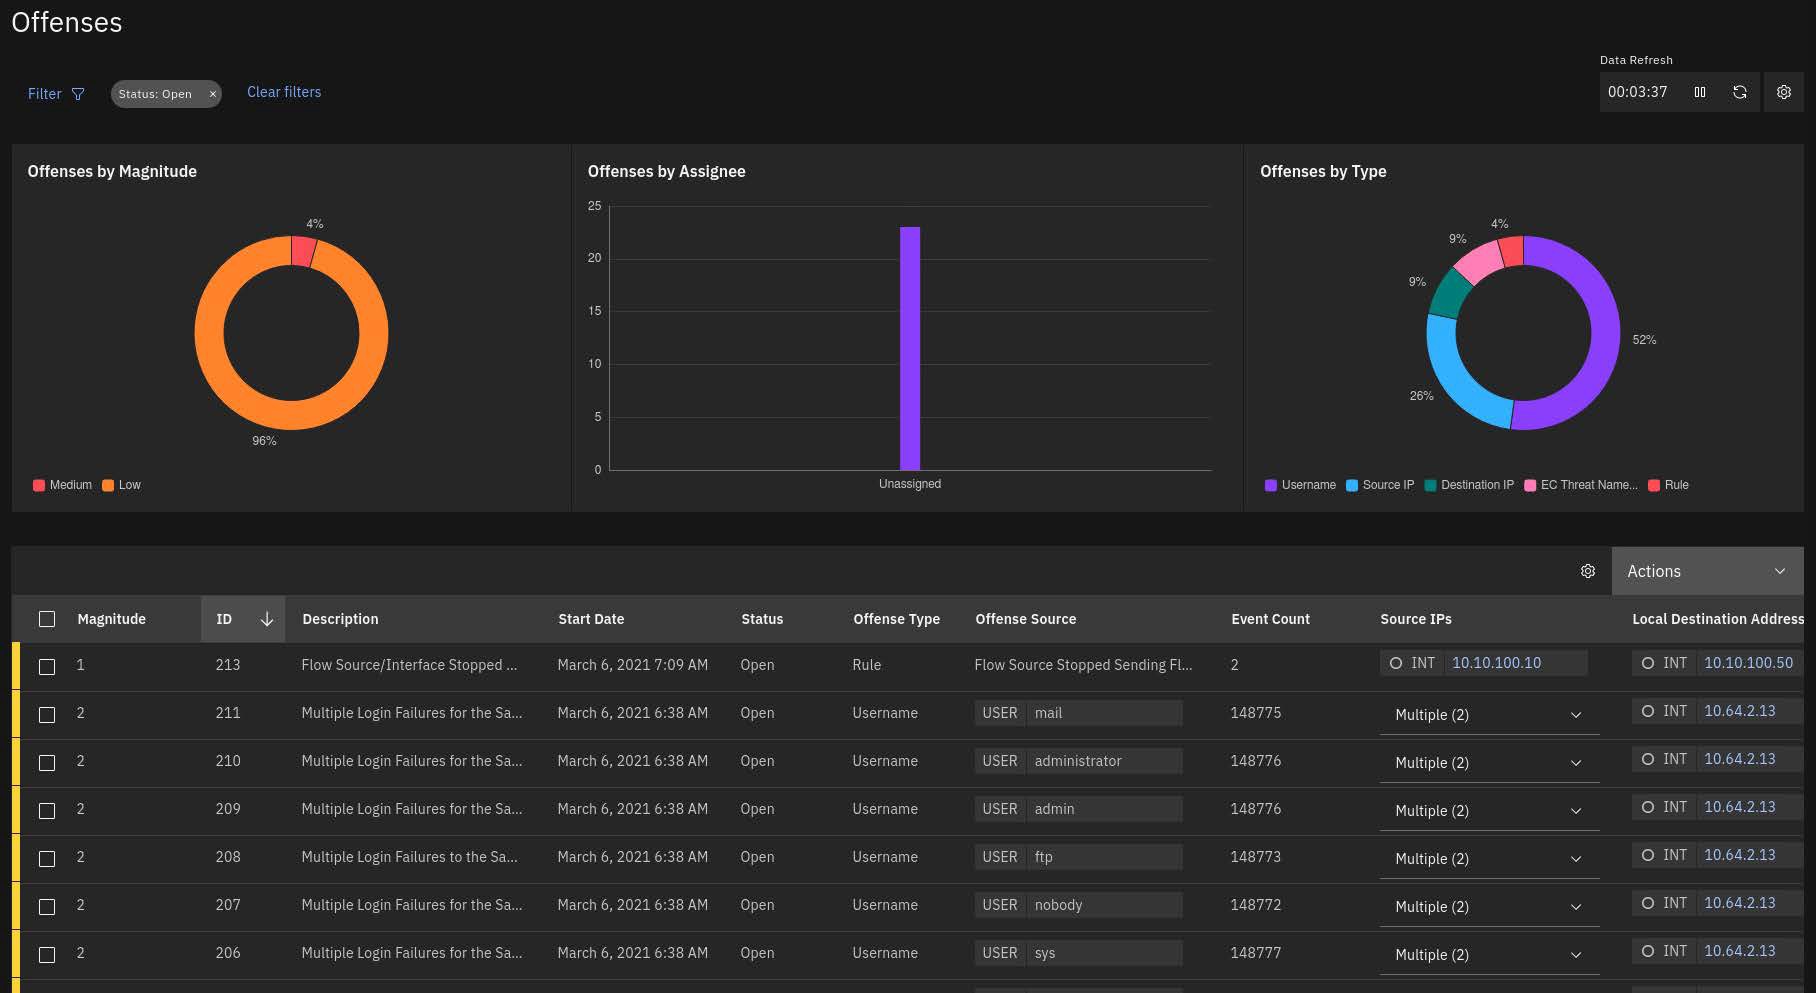 Offenses
Data Refresh
Filter Status: Open × Clear filters 00:03:37
Offenses by Magnitude
4%
96%
Medium Low
Offenses by Assignee
25
20
15
10
5
0
Unassigned
Offenses by Type
4%
9%
9%
52%
26%
Username Source IP Destination IP EC Threat Name... Rule
Actions
Magnitude ID Description Start Date Status Offense Type Offense Source Event Count Source IPs Local Destination Address
1 213 Flow Source/Interface Stopped ... March 6, 2021 7:09 AM Open Rule Flow Source Stopped Sending Fl... 2 INT 10.10.100.10 INT 10.10.100.50
2 211 Multiple Login Failures for the Sa... March 6, 2021 6:38 AM Open Username USER mail 148775 Multiple (2) INT 10.64.2.13
2 210 Multiple Login Failures for the Sa... March 6, 2021 6:38 AM Open Username USER administrator 148776 Multiple (2) INT 10.64.2.13
2 209 Multiple Login Failures for the Sa... March 6, 2021 6:38 AM Open Username USER admin 148776 Multiple (2) INT 10.64.2.13
2 208 Multiple Login Failures to the Sa... March 6, 2021 6:38 AM Open Username USER ftp 148773 Multiple (2) INT 10.64.2.13
2 207 Multiple Login Failures for the Sa... March 6, 2021 6:38 AM Open Username USER nobody 148772 Multiple (2) INT 10.64.2.13
2 206 Multiple Login Failures for the Sa... March 6, 2021 6:38 AM Open Username USER sys 148777 Multiple (2) INT 10.64.2.13